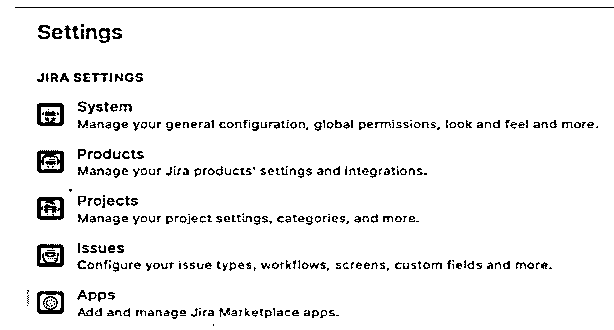 Settings
JIRA SETTINGS
System
Manage your general configuration, global permissions, look and feel and more.
Products
Manage your Jira products' settings and integrations.
Projects
Manage your project settings, categories, and more.
Issues
Configure your issue types, workflows, screens, custom fields and more.
Apps
Add and manage Jira Marketplace apps.